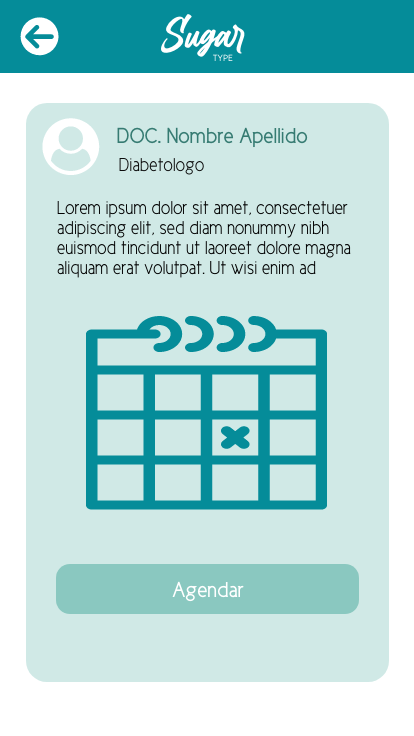 Sugar
TYPE
DOC. Nombre Apellido
Diabetologo
Lorem ipsum dolor sit amet, consectetuer
adipiscing elit, sed diam nonummy nibh
euismod tincidunt ut laoreet dolore magna
aliquam erat volutpat. Ut wisi enim ad
Agendar